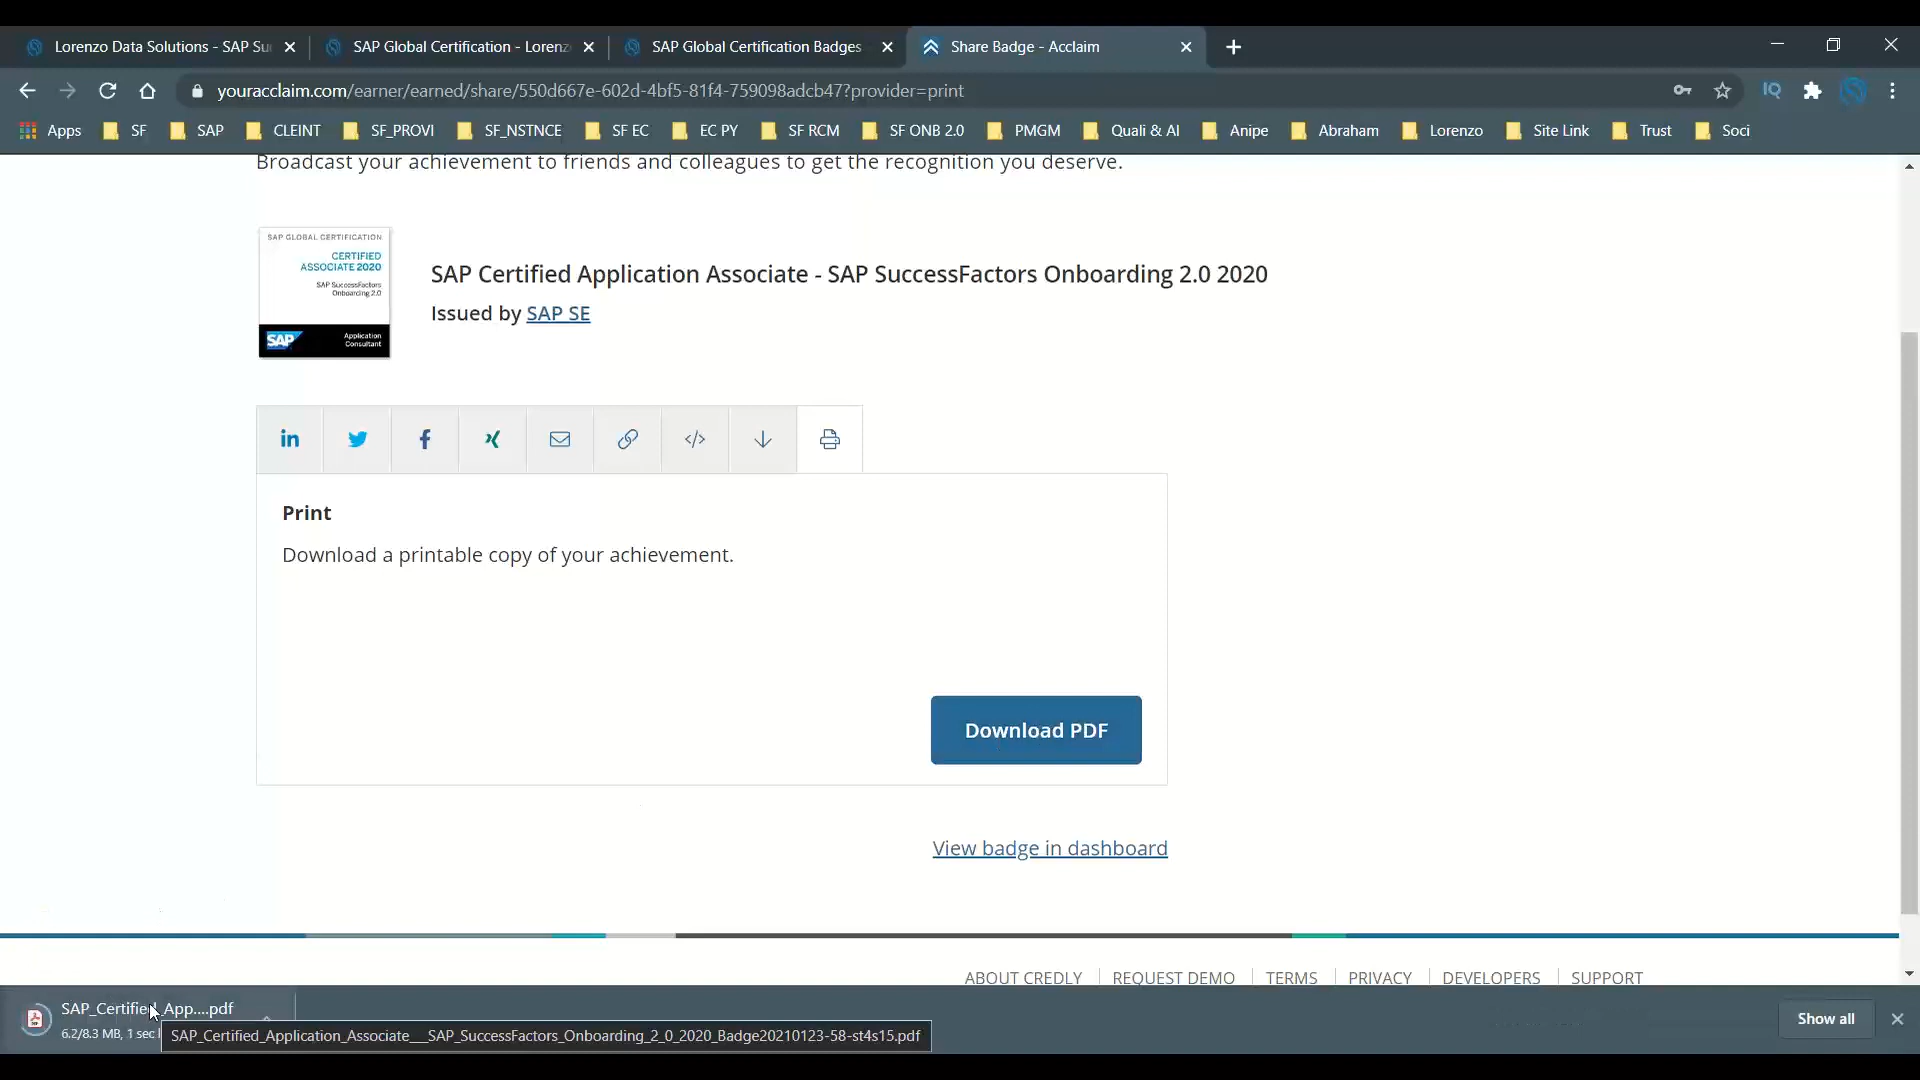 Lorenzo Data Solutions - SAP Su
SAP Global Certification - Lorenz
SAP Global Certification Badges
Share Badge - Acclaim
youracclaim.com/earner/earned/share/550d667e-602d-4bf5-81f4-759098adcb47?provider=print
IQ
Apps SF SAP CLEINT SF_PROVI SF_NSTNCE SF EC EC PY SF RCM SF ONB 2.0 PMGM Quali & AI Anipe Abraham Lorenzo Site Link Trust Soci
Broadcast your achievement to friends and colleagues to get the recognition you deserve.
SAP GLOBAL CERTIFICATION
CERTIFIED
ASSOCIATE 2020
SAP SuccessFactors
Onboarding 2.0
SAP
Application
Consultant
SAP Certified Application Associate - SAP SuccessFactors Onboarding 2.0 2020
Issued by SAP SE
Print
Download a printable copy of your achievement.
Download PDF
View badge in dashboard
ABOUT CREDLY REQUEST DEMO TERMS PRIVACY DEVELOPERS SUPPORT
SAP_Certified_App....pdf
6.2/8.3 MB, 1 sec l
SAP_Certified_Application_Associate___SAP_SuccessFactors_Onboarding_2_0_2020_Badge20210123-58-st4s15.pdf
Show all